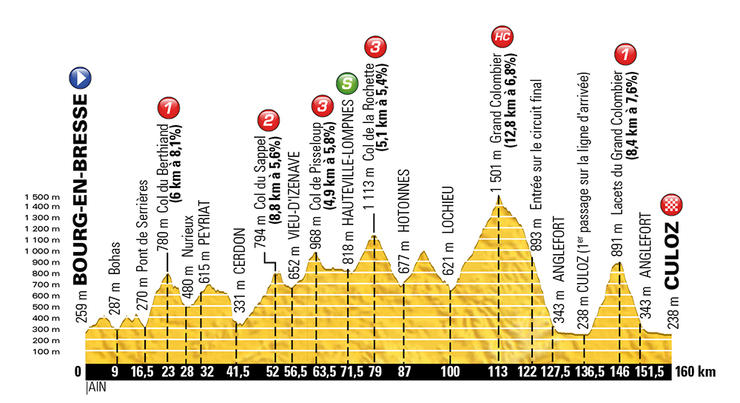 1
2
3
S
3
HC
1
259 m BOURG-EN-BRESSE
287 m Bohas
270 m Pont de Serrières
780 m Col du Berthiand
(6 km à 8,1%)
480 m Nurieux
615 m PEYRIAT
331 m CERDON
794 m Col du Sappel
(8,8 km à 5,6%)
652 m VIEU-D'IZENAVE
968 m Col de Pisseloup
(4,9 km à 5,8%)
818 m HAUTEVILLE-LOMPNES
1 113 m Col de la Rochette
(5,1 km à 5,4%)
677 m HOTONNES
621 m LOCHIEU
1 501 m Grand Colombier
(12,8 km à 6,8%)
893 m Entrée sur le circuit final
343 m ANGLEFORT
238 m CULOZ (1er passage sur la ligne d'arrivée)
891 m Lacets du Grand Colombier
(8,4 km à 7,6%)
343 m ANGLEFORT
238 m CULOZ
1 500 m
1 400 m
1 300 m
1 200 m
1 100 m
1 000 m
900 m
800 m
700 m
600 m
500 m
400 m
300 m
200 m
100 m
0 9 16,5 23 28 32 41,5 52 56,5 63,5 71,5 79 87 100 113 122 127,5 136,5 146 151,5 160 km
AIN